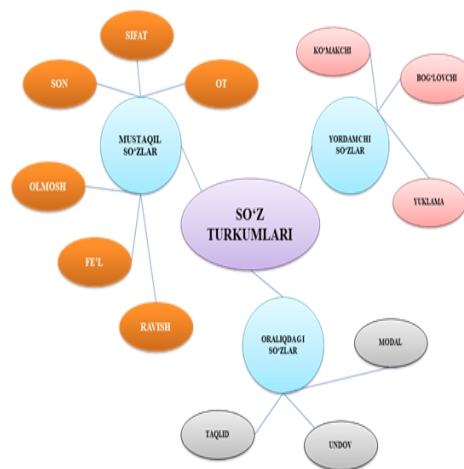 SIFAT
SON
OT
MUSTAQIL
SO‘ZLAR
OLMOSH
FE’L
RAVISH
KO‘MAKCHI
BOG‘LOVCHI
YORDAMCHI
SO‘ZLAR
YUKLAMA
SO‘Z
TURKUMLARI
ORALIQDAGI
SO‘ZLAR
MODAL
TAQLID
UNDOV